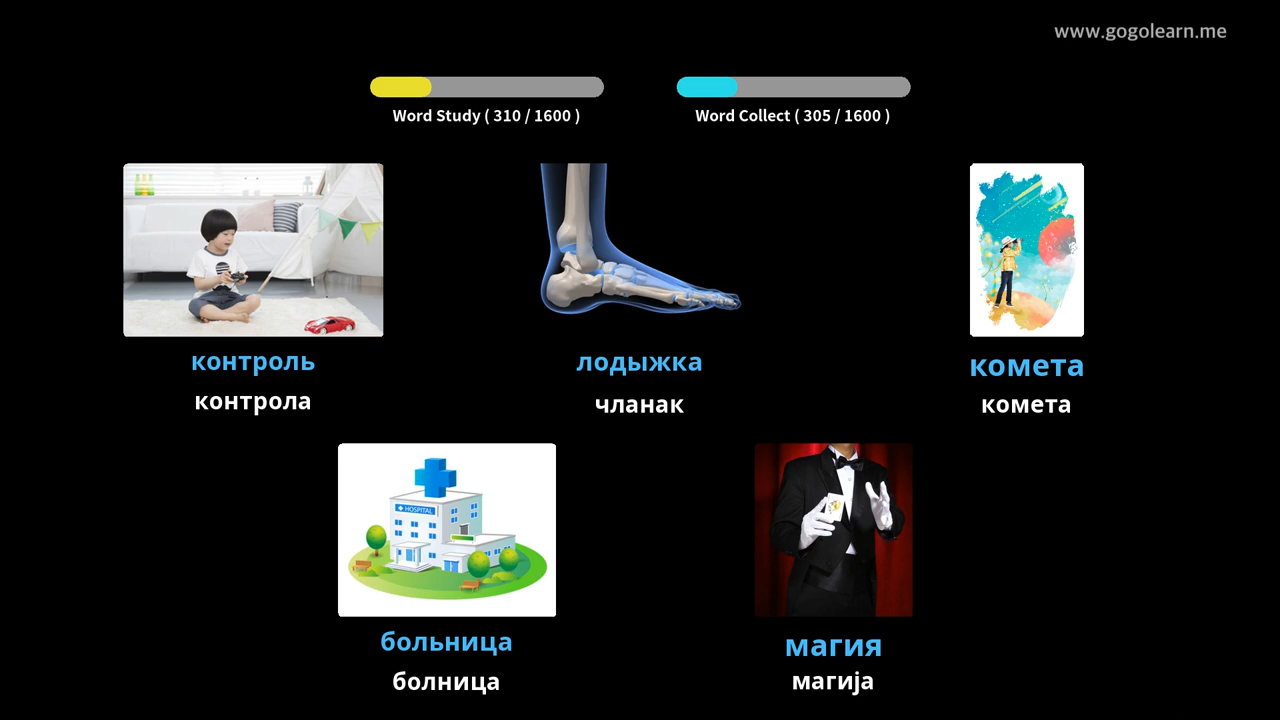 www.gogolearn.me
Word Study ( 310 / 1600 )
Word Collect ( 305 / 1600 )
контроль
контрола
лодыжка
чланак
комета
комета
HOSPITAL
больница
болница
магия
магија